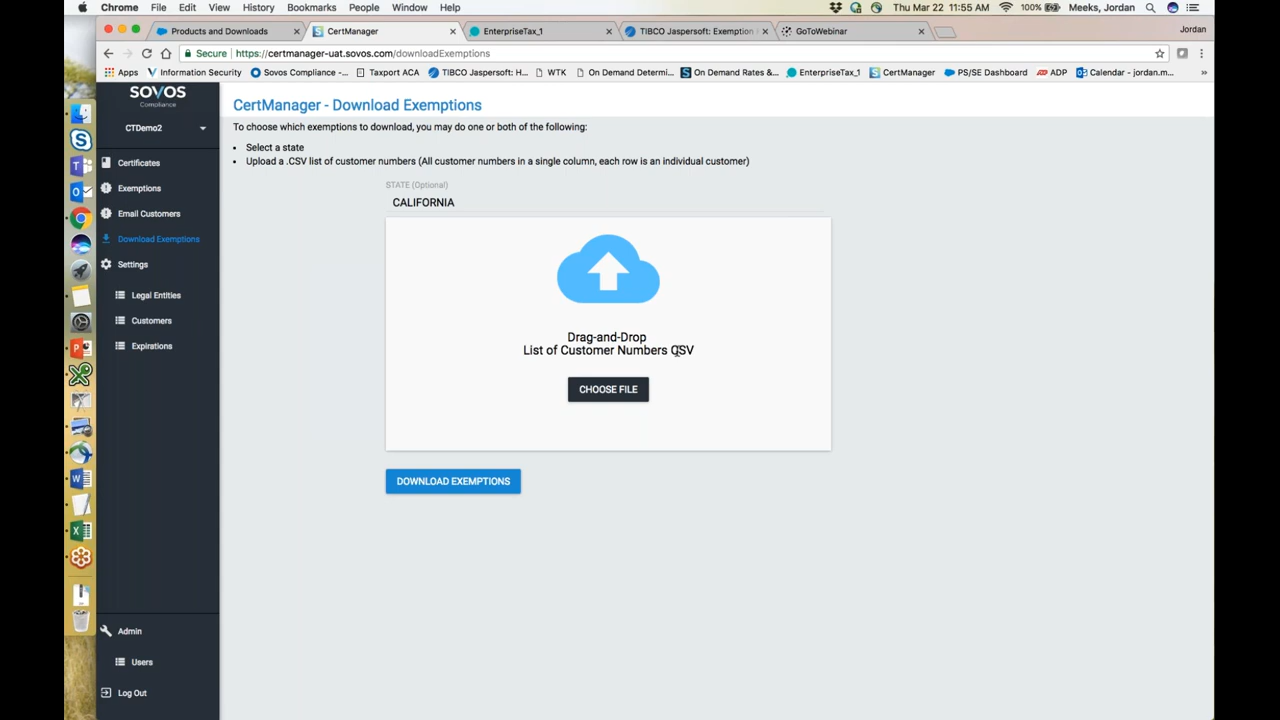 Chrome File Edit View History Bookmarks People Window Help
100% Thu Mar 22 11:55 AM Meeks, Jordan
Products and Downloads
CertManager
EnterpriseTax_1
TIBCO Jaspersoft: Exemption
GoToWebinar
Jordan
Secure https://certmanager-uat.sovos.com/downloadExemptions
Apps
Information Security
Sovos Compliance -...
Taxport ACA
TIBCO Jaspersoft: H...
WTK
On Demand Determi...
On Demand Rates &...
EnterpriseTax_1
CertManager
PS/SE Dashboard
ADP
Calendar - jordan.m...
»
SOVOS
Compliance
CTDemo2
Certificates
Exemptions
Email Customers
Download Exemptions
Settings
Legal Entities
Customers
Expirations
Admin
Users
Log Out
CertManager - Download Exemptions
To choose which exemptions to download, you may do one or both of the following:
• Select a state
• Upload a .CSV list of customer numbers (All customer numbers in a single column, each row is an individual customer)
STATE (Optional)
CALIFORNIA
Drag-and-Drop
List of Customer Numbers CSV
CHOOSE FILE
DOWNLOAD EXEMPTIONS